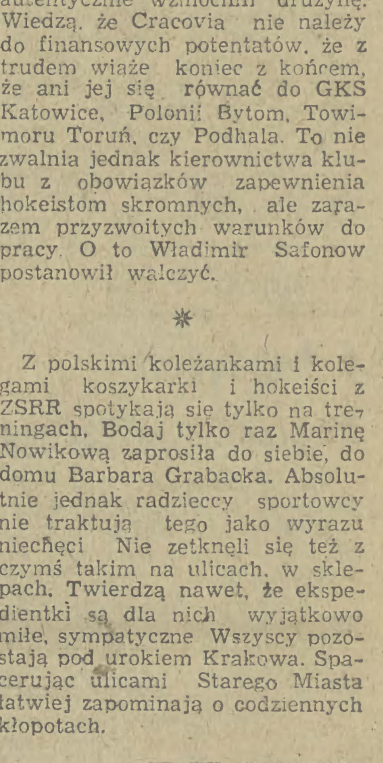 autentycznie wzmocnili drużynę.
Wiedzą, że Cracovia nie należy
do finansowych potentatów, że z
trudem wiąże koniec z końcem,
że ani jej się równać do GKS
Katowice, Polonii Bytom, Towi-
moru Toruń, czy Podhala. To nie
zwalnia jednak kierownictwa klu-
bu z obowiązków zapewnienia
hokeistom skromnych, ale zara-
zem przyzwoitych warunków do
pracy. O to Władimir Safonow
postanowił walczyć.
*
Z polskimi koleżankami i kole-
gami koszykarki i hokeiści z
ZSRR spotykają się tylko na tre-
ningach. Bodaj tylko raz Marinę
Nowikową zaprosiła do siebie, do
domu Barbara Grabacka. Absolu-
tnie jednak radzieccy sportowcy
nie traktują tego jako wyrazu
niechęci Nie zetknęli się też z
czymś takim na ulicach, w skle-
pach. Twierdzą nawet, że ekspe-
dientki są dla nich wyjątkowo
miłe, sympatyczne Wszyscy pozo-
stają pod urokiem Krakowa. Spa-
cerując ulicami Starego Miasta
łatwiej zapominają o codziennych
kłopotach.